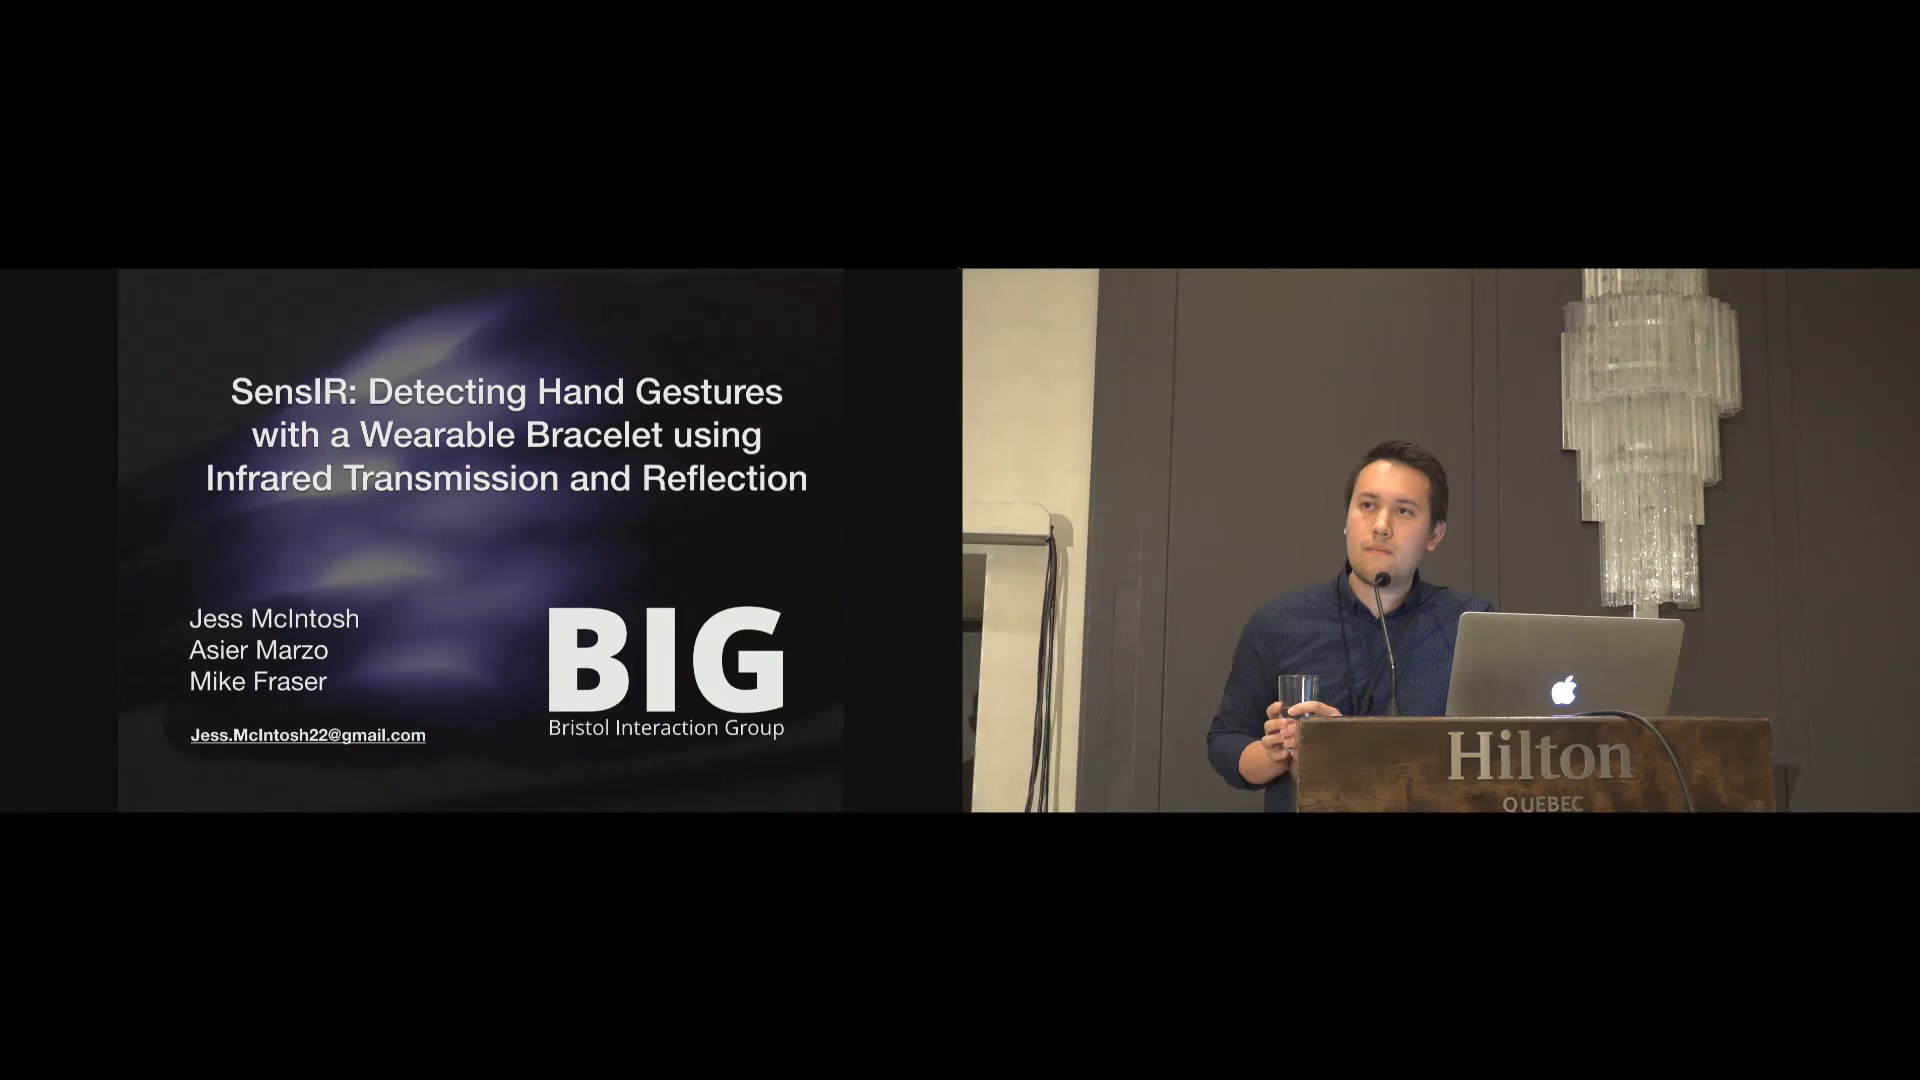 SensIR: Detecting Hand Gestures
with a Wearable Bracelet using
Infrared Transmission and Reflection
Jess McIntosh
Asier Marzo
Mike Fraser
Jess.McIntosh22@gmail.com
BIG
Bristol Interaction Group
Hilton
QUEBEC